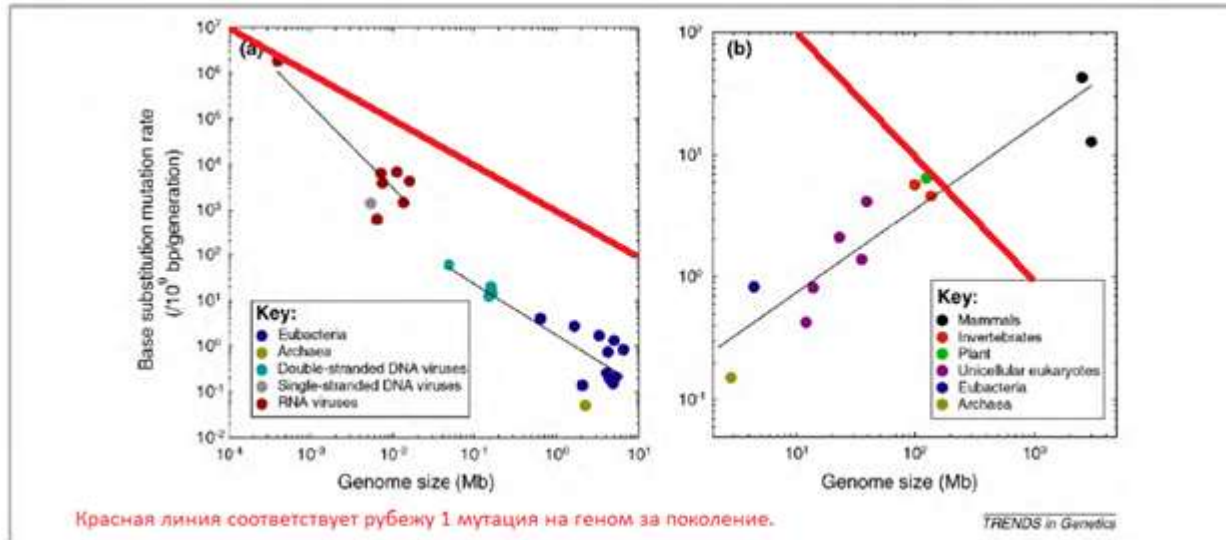 (a)
Base substitution mutation rate
(/10⁹ bp/generation)
10⁷
10⁶
10⁵
10⁴
10³
10²
10¹
10⁰
10⁻¹
10⁻²
10⁻⁴
10⁻³
10⁻²
10⁻¹
10⁰
10¹
Genome size (Mb)
Key:
Eubacteria
Archaea
Double-stranded DNA viruses
Single-stranded DNA viruses
RNA viruses
(b)
10²
10¹
10⁰
10⁻¹
10¹
10²
10³
Genome size (Mb)
Key:
Mammals
Invertebrates
Plant
Unicellular eukaryotes
Eubacteria
Archaea
Красная линия соответствует рубежу 1 мутация на геном за поколение.
TRENDS in Genetics